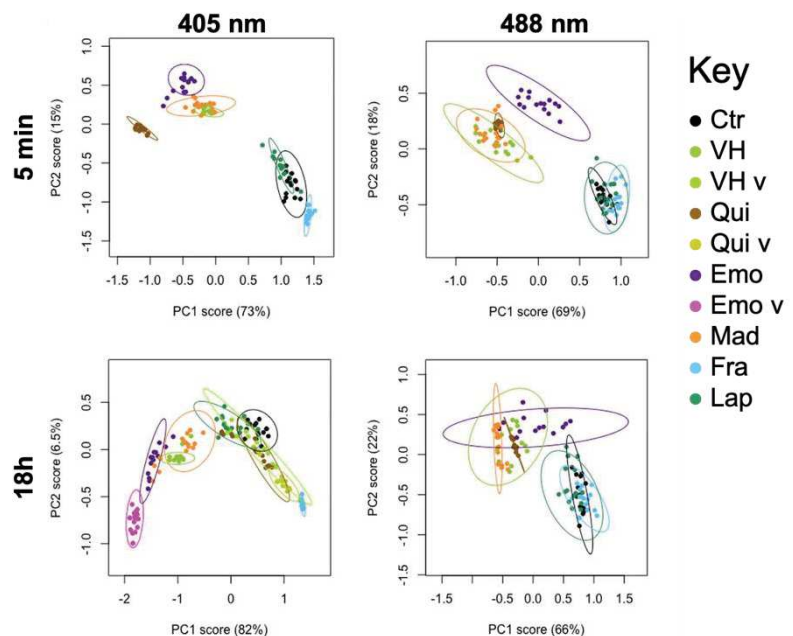 405 nm
488 nm
Key
Ctr
VH
VH v
Qui
Qui v
Emo
Emo v
Mad
Fra
Lap
5 min
PC2 score (15%)
1.0
0.5
0.0
-0.5
-1.0
-1.5
-1.5 -1.0 -0.5 0.0 0.5 1.0 1.5
PC1 score (73%)
PC2 score (18%)
0.5
0.0
-0.5
-1.0 -0.5 0.0 0.5 1.0
PC1 score (69%)
18h
PC2 score (6.5%)
0.5
0.0
-0.5
-1.0
-2 -1 0 1
PC1 score (82%)
PC2 score (22%)
1.0
0.5
0.0
-0.5
-1.0
-1.5
-1.0 -0.5 0.0 0.5 1.0 1.5
PC1 score (66%)